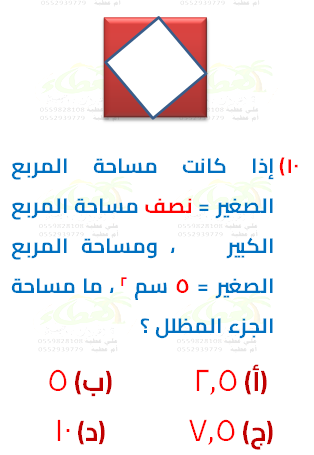 ١٠) إذا كانت مساحة المربع
الصغير = نصف مساحة المربع
الكبير ، ومساحة المربع
الصغير = ٥ سم ٢ ، ما مساحة
الجزء المظلل ؟
(أ) ٢,٥ (ب) ٥
(ج) ٧,٥ (د) ١٠